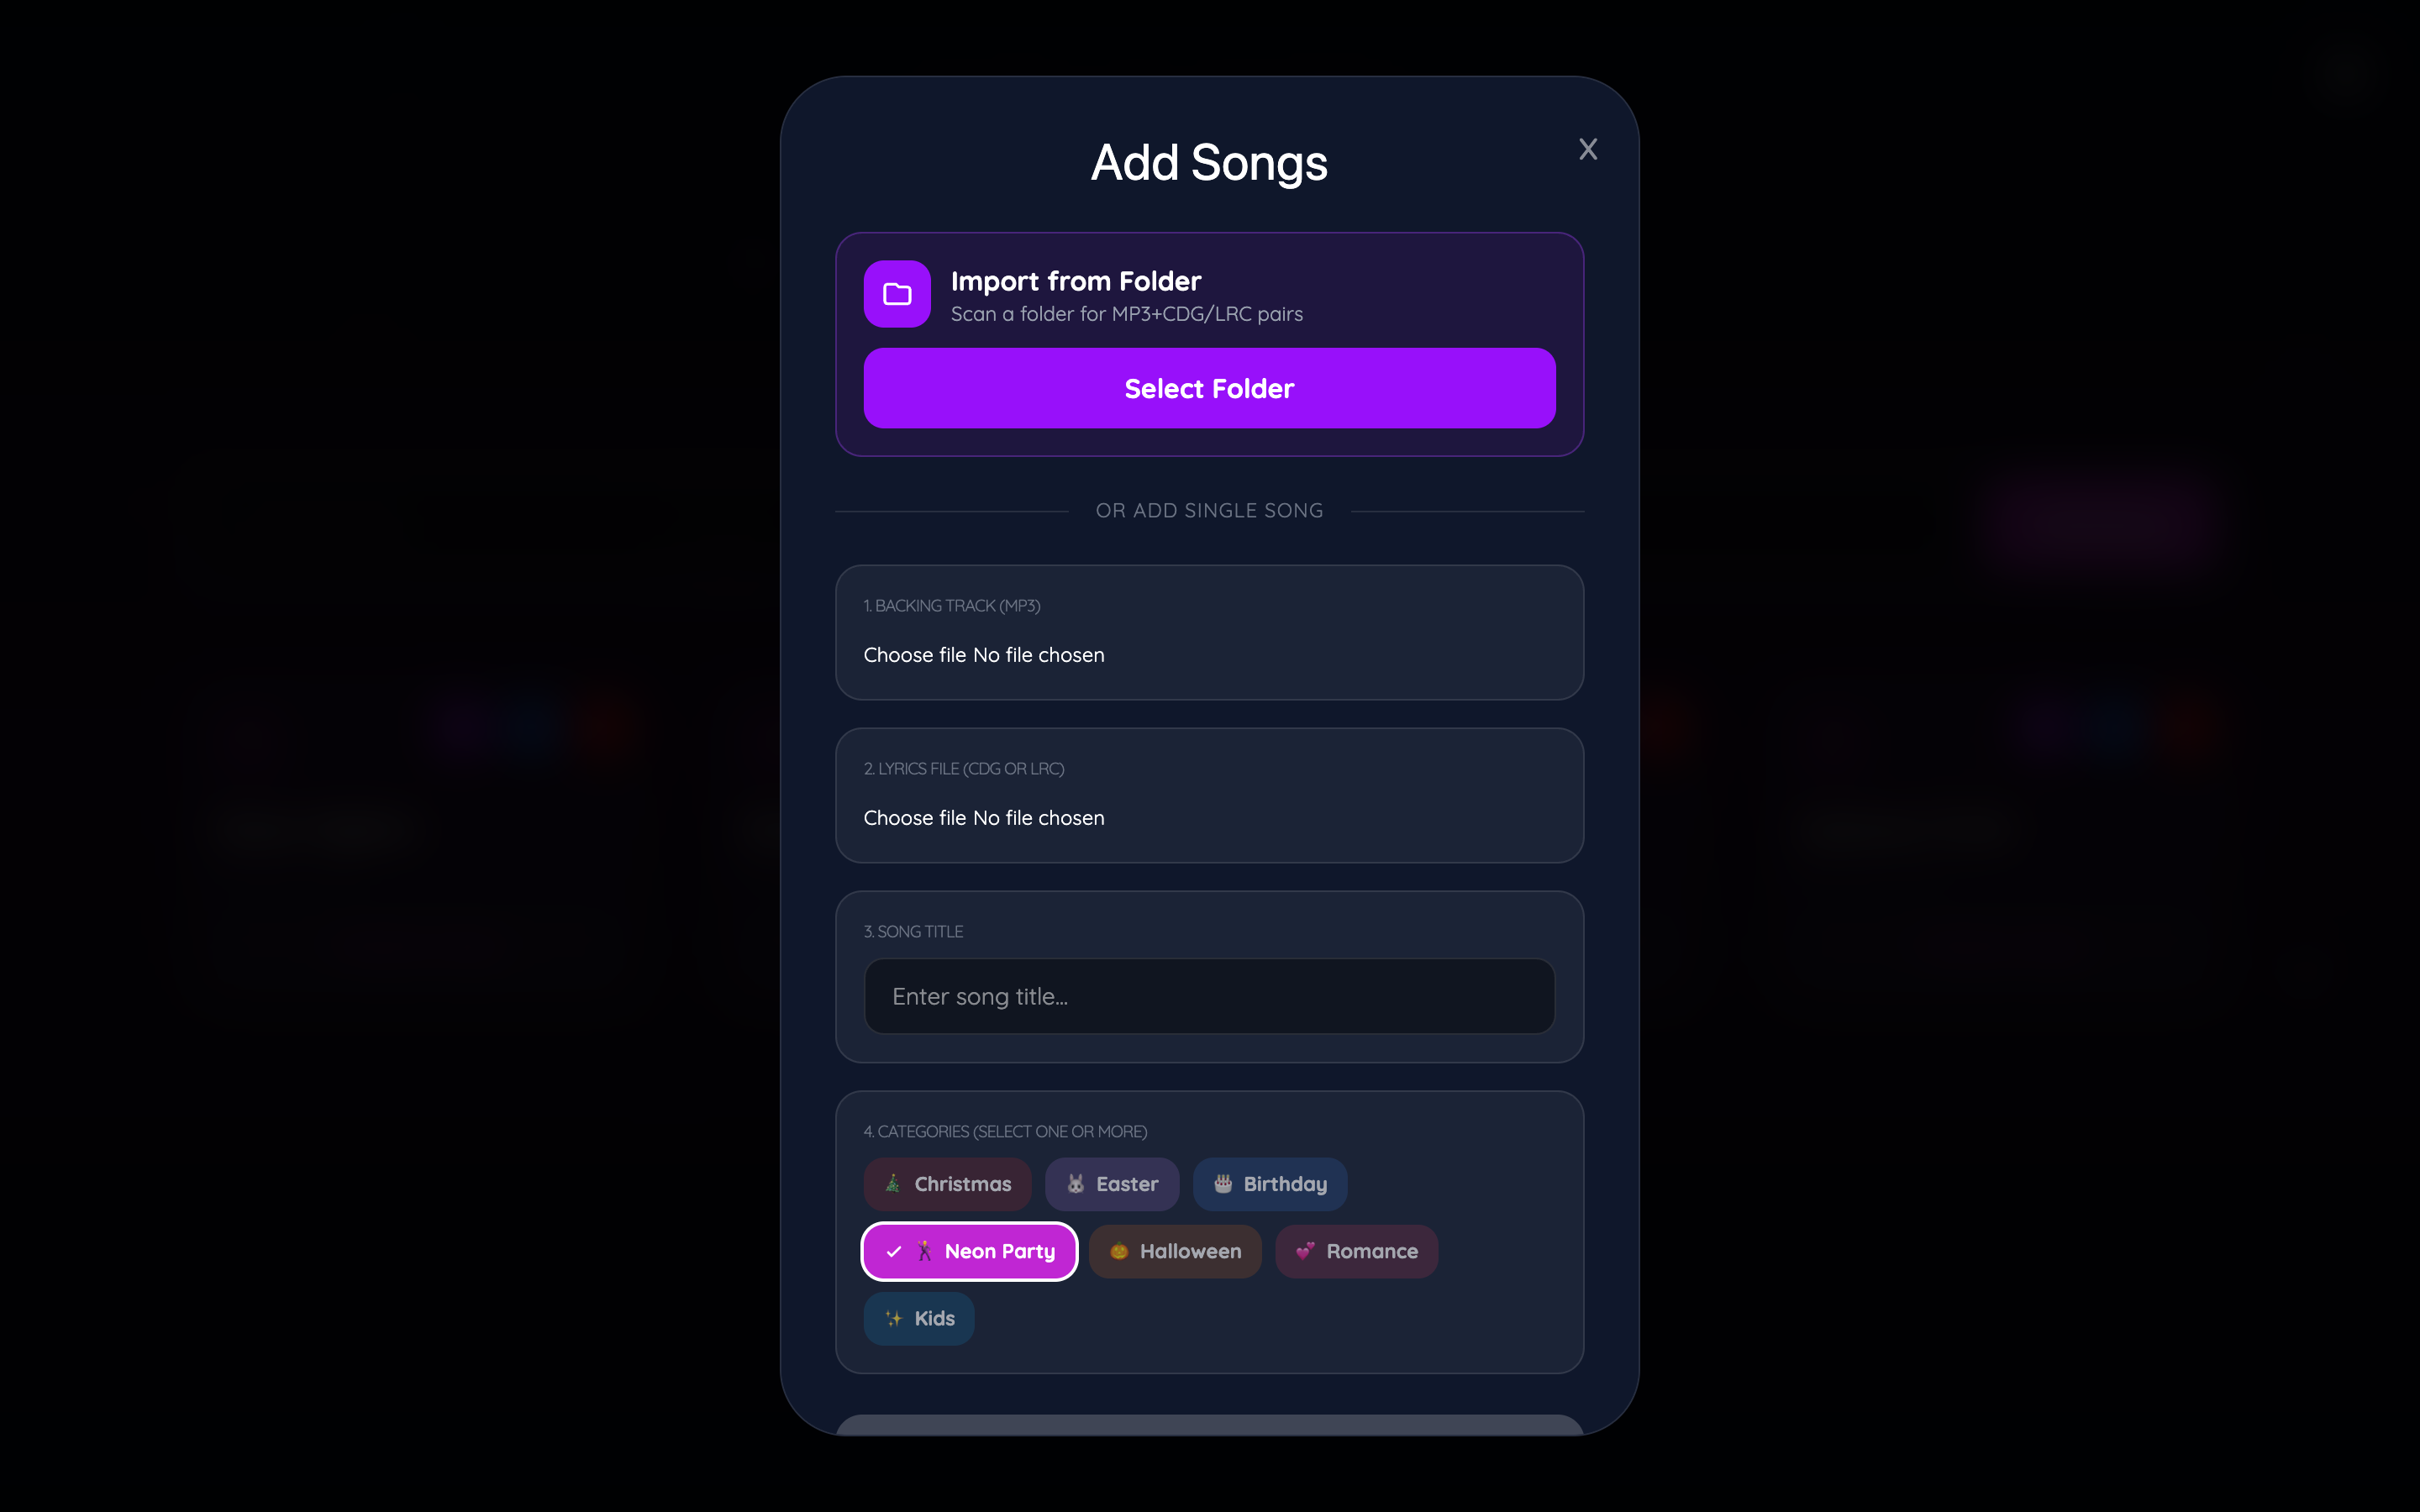 Add Songs
X
Import from Folder
Scan a folder for MP3+CDG/LRC pairs
Select Folder
OR ADD SINGLE SONG
1. BACKING TRACK (MP3)
Choose file No file chosen
2. LYRICS FILE (CDG OR LRC)
Choose file No file chosen
3. SONG TITLE
Enter song title...
4. CATEGORIES (SELECT ONE OR MORE)
Christmas Easter Birthday
Neon Party Halloween Romance
Kids